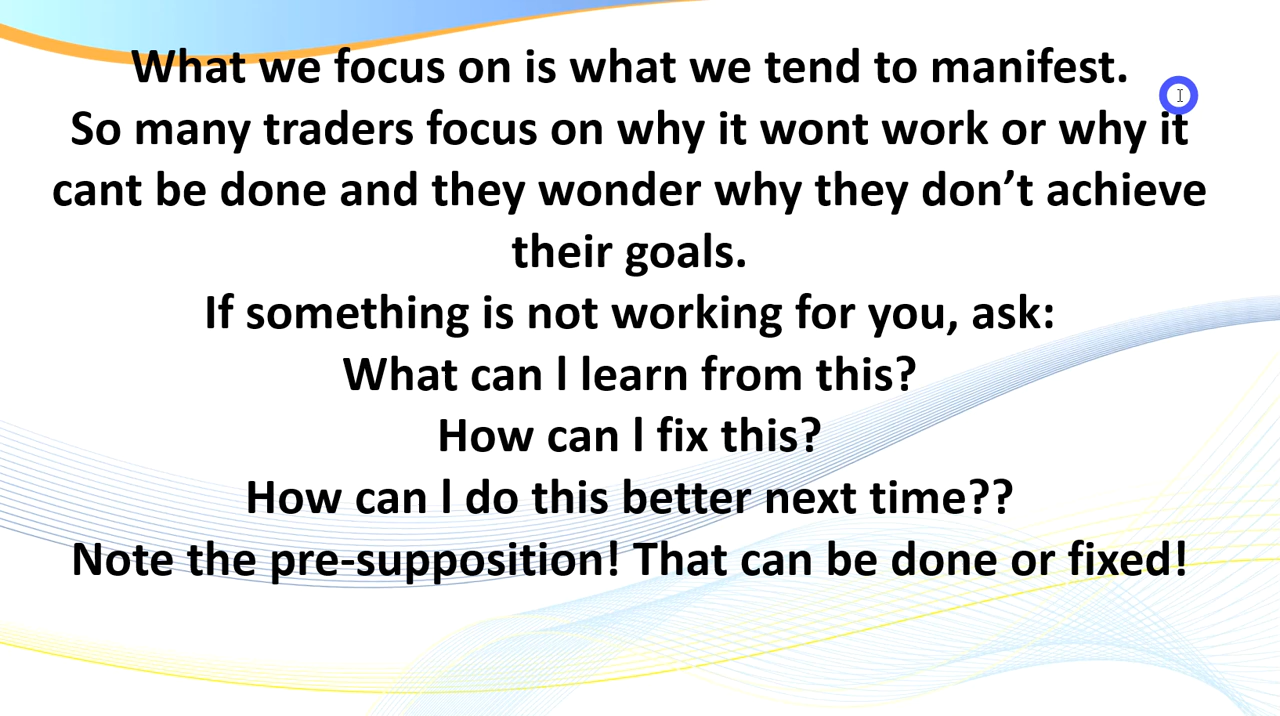 What we focus on is what we tend to manifest.
So many traders focus on why it wont work or why it
cant be done and they wonder why they don’t achieve
their goals.
If something is not working for you, ask:
What can l learn from this?
How can l fix this?
How can l do this better next time??
Note the pre-supposition! That can be done or fixed!